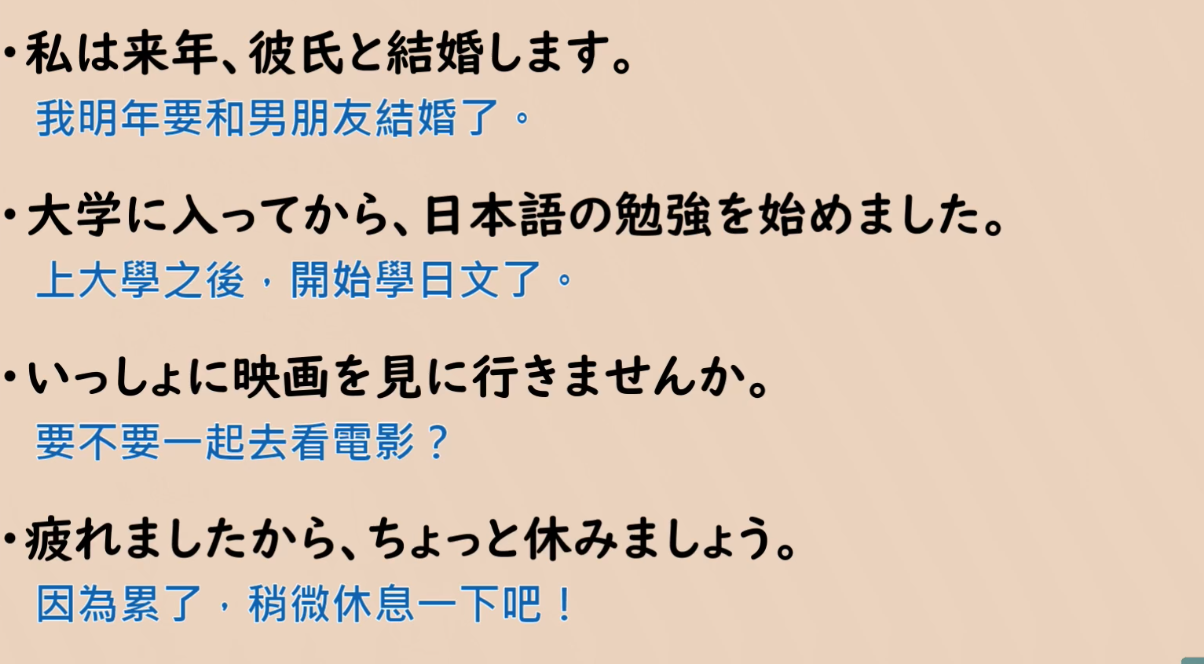 ・私は来年、彼氏と結婚します。
我明年要和男朋友結婚了。
・大学に入ってから、日本語の勉強を始めました。
上大學之後，開始學日文了。
・いっしょに映画を見に行きませんか。
要不要一起去看電影？
・疲れましたから、ちょっと休みましょう。
因為累了，稍微休息一下吧！